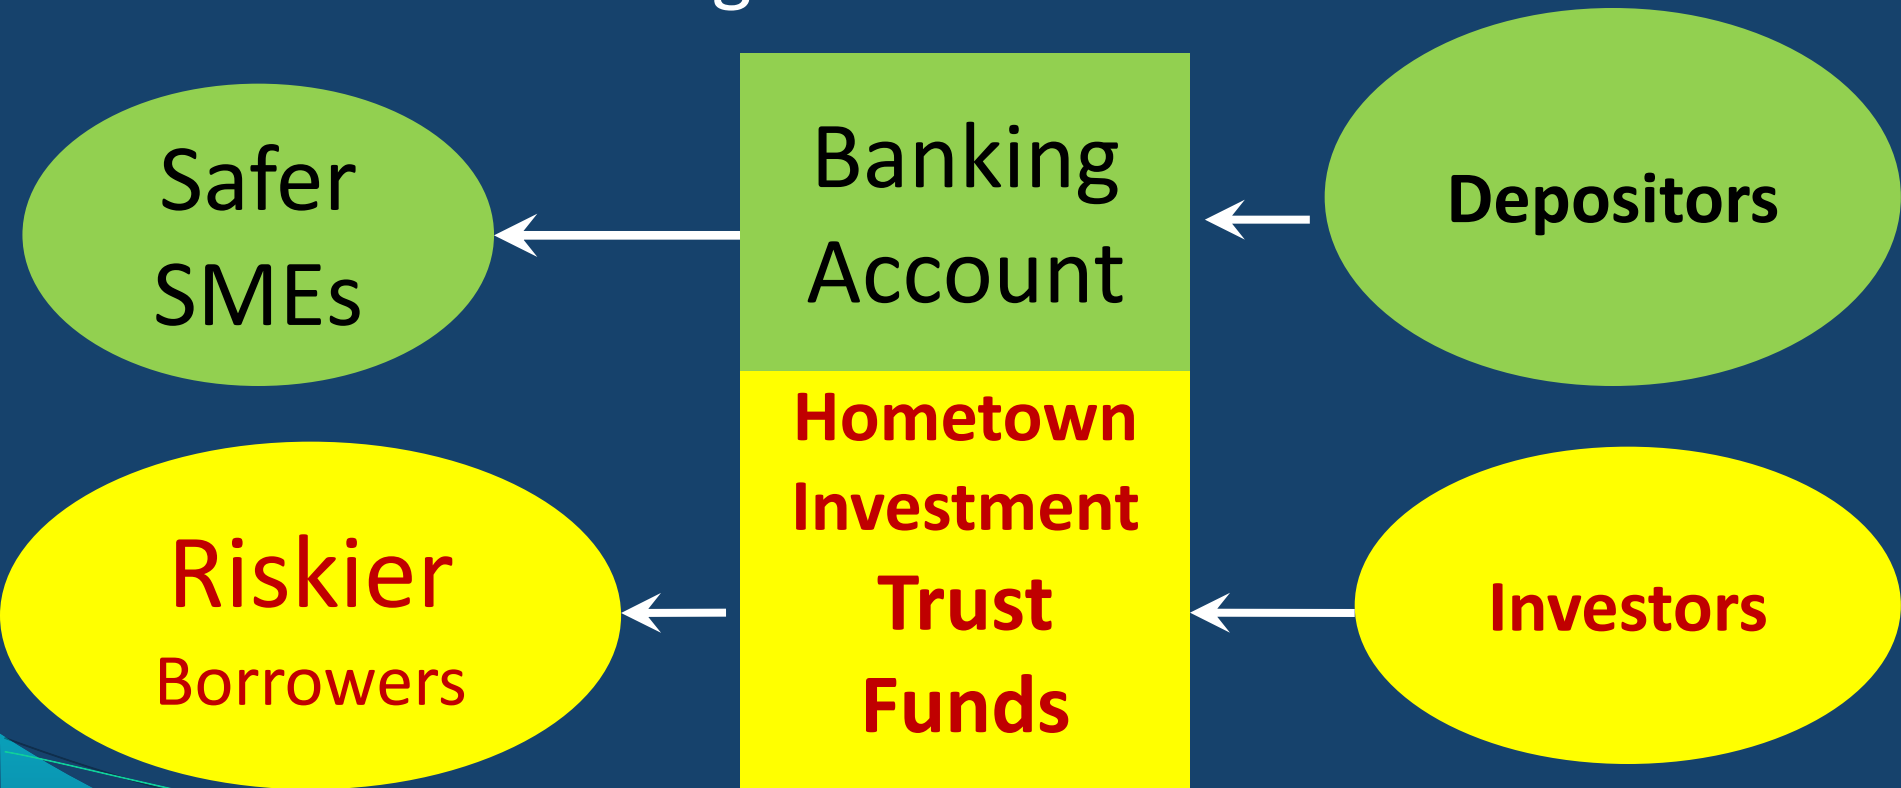 Safer
SMEs
Banking
Account
Depositors
Riskier
Borrowers
Hometown
Investment
Trust
Funds
Investors